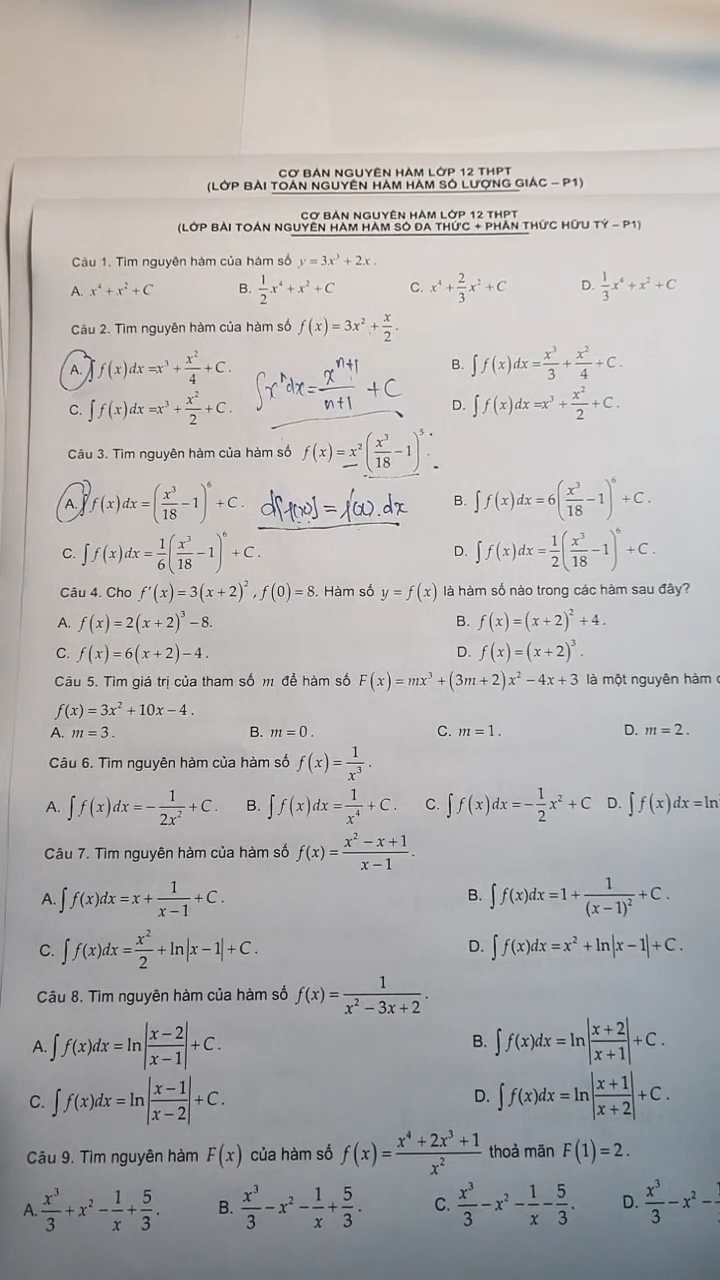 CƠ BẢN NGUYÊN HÀM LỚP 12 THPT
(LỚP BÀI TOÁN NGUYÊN HÀM HÀM SỐ LƯỢNG GIÁC – P1)
CƠ BẢN NGUYÊN HÀM LỚP 12 THPT
(LỚP BÀI TOÁN NGUYÊN HÀM HÀM SỐ ĐA THỨC + PHÂN THỨC HỮU TỶ – P1)
Câu 1. Tìm nguyên hàm của hàm số y = 3x³ + 2x.
A. x⁴ + x² + C B. 1/2 x⁴ + x² + C C. x⁴ + 2/3 x² + C D. 1/3 x⁴ + x² + C
Câu 2. Tìm nguyên hàm của hàm số f(x) = 3x² + x/2.
A. ∫f(x)dx = x³ + x²/4 + C. B. ∫f(x)dx = x³/3 + x²/4 + C.
∫xⁿdx = xⁿ⁺¹/(n+1) + C
C. ∫f(x)dx = x³ + x²/2 + C. D. ∫f(x)dx = x³ + x²/2 + C.
Câu 3. Tìm nguyên hàm của hàm số f(x) = x²(x³/18 − 1)⁵.
A. ∫f(x)dx = (x³/18 − 1)⁶ + C. B. ∫f(x)dx = 6(x³/18 − 1)⁶ + C.
d[f(x)] = f'(x).dx
C. ∫f(x)dx = 1/6 (x³/18 − 1)⁶ + C. D. ∫f(x)dx = 1/2 (x³/18 − 1)⁶ + C.
Câu 4. Cho f'(x) = 3(x+2)², f(0) = 8. Hàm số y = f(x) là hàm số nào trong các hàm sau đây?
A. f(x) = 2(x+2)³ − 8. B. f(x) = (x+2)² + 4.
C. f(x) = 6(x+2) − 4. D. f(x) = (x+2)³.
Câu 5. Tìm giá trị của tham số m để hàm số F(x) = mx³ + (3m+2)x² − 4x + 3 là một nguyên hàm
f(x) = 3x² + 10x − 4.
A. m = 3. B. m = 0. C. m = 1. D. m = 2.
Câu 6. Tìm nguyên hàm của hàm số f(x) = 1/x³.
A. ∫f(x)dx = −1/(2x²) + C. B. ∫f(x)dx = 1/x⁴ + C. C. ∫f(x)dx = −1/2 x² + C D. ∫f(x)dx = ln
Câu 7. Tìm nguyên hàm của hàm số f(x) = (x² − x + 1)/(x − 1).
A. ∫f(x)dx = x + 1/(x−1) + C. B. ∫f(x)dx = 1 + 1/(x−1)² + C.
C. ∫f(x)dx = x²/2 + ln|x−1| + C. D. ∫f(x)dx = x² + ln|x−1| + C.
Câu 8. Tìm nguyên hàm của hàm số f(x) = 1/(x² − 3x + 2).
A. ∫f(x)dx = ln|(x−2)/(x−1)| + C. B. ∫f(x)dx = ln|(x+2)/(x+1)| + C.
C. ∫f(x)dx = ln|(x−1)/(x−2)| + C. D. ∫f(x)dx = ln|(x+1)/(x+2)| + C.
Câu 9. Tìm nguyên hàm F(x) của hàm số f(x) = (x⁴ + 2x³ + 1)/x² thoả mãn F(1) = 2.
A. x³/3 + x² − 1/x + 5/3. B. x³/3 − x² − 1/x + 5/3. C. x³/3 − x² − 1/x − 5/3. D. x³/3 − x² −